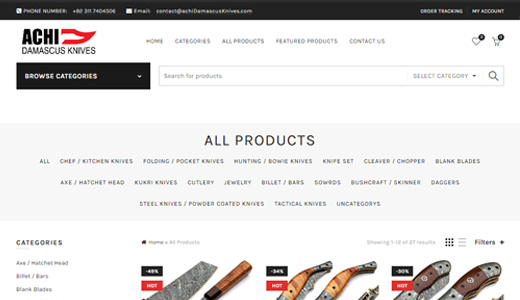 Phone: +92 311 7404506 Email: contact@achiDamascusKnives.com ORDER TRACKING MY ACCOUNT
ACHI
DAMASCUS KNIVES
HOME CATEGORIES ALL PRODUCTS FEATURED PRODUCTS CONTACT US 0 0
BROWSE CATEGORIES Search for products SELECT CATEGORY
ALL PRODUCTS
ALL CHEF / KITCHEN KNIVES FOLDING / POCKET KNIVES HUNTING / BOWIE KNIVES KNIFE SET CLEAVER / CHOPPER BLANK BLADES
AXE / HATCHET HEAD KUKRI KNIVES CUTLERY JEWELRY BILLET / BARS SOWRDS BUSHCRAFT / SKINNER DAGGERS
STEEL KNIVES / POWDER COATED KNIVES TACTICAL KNIVES UNCATEGORYS
CATEGORIES Home » All Products Showing 1–12 of 27 results Filters +
Axe / Hatchet Head
Billet / Bars
Blank Blades
-49% -34% -30%
HOT HOT HOT